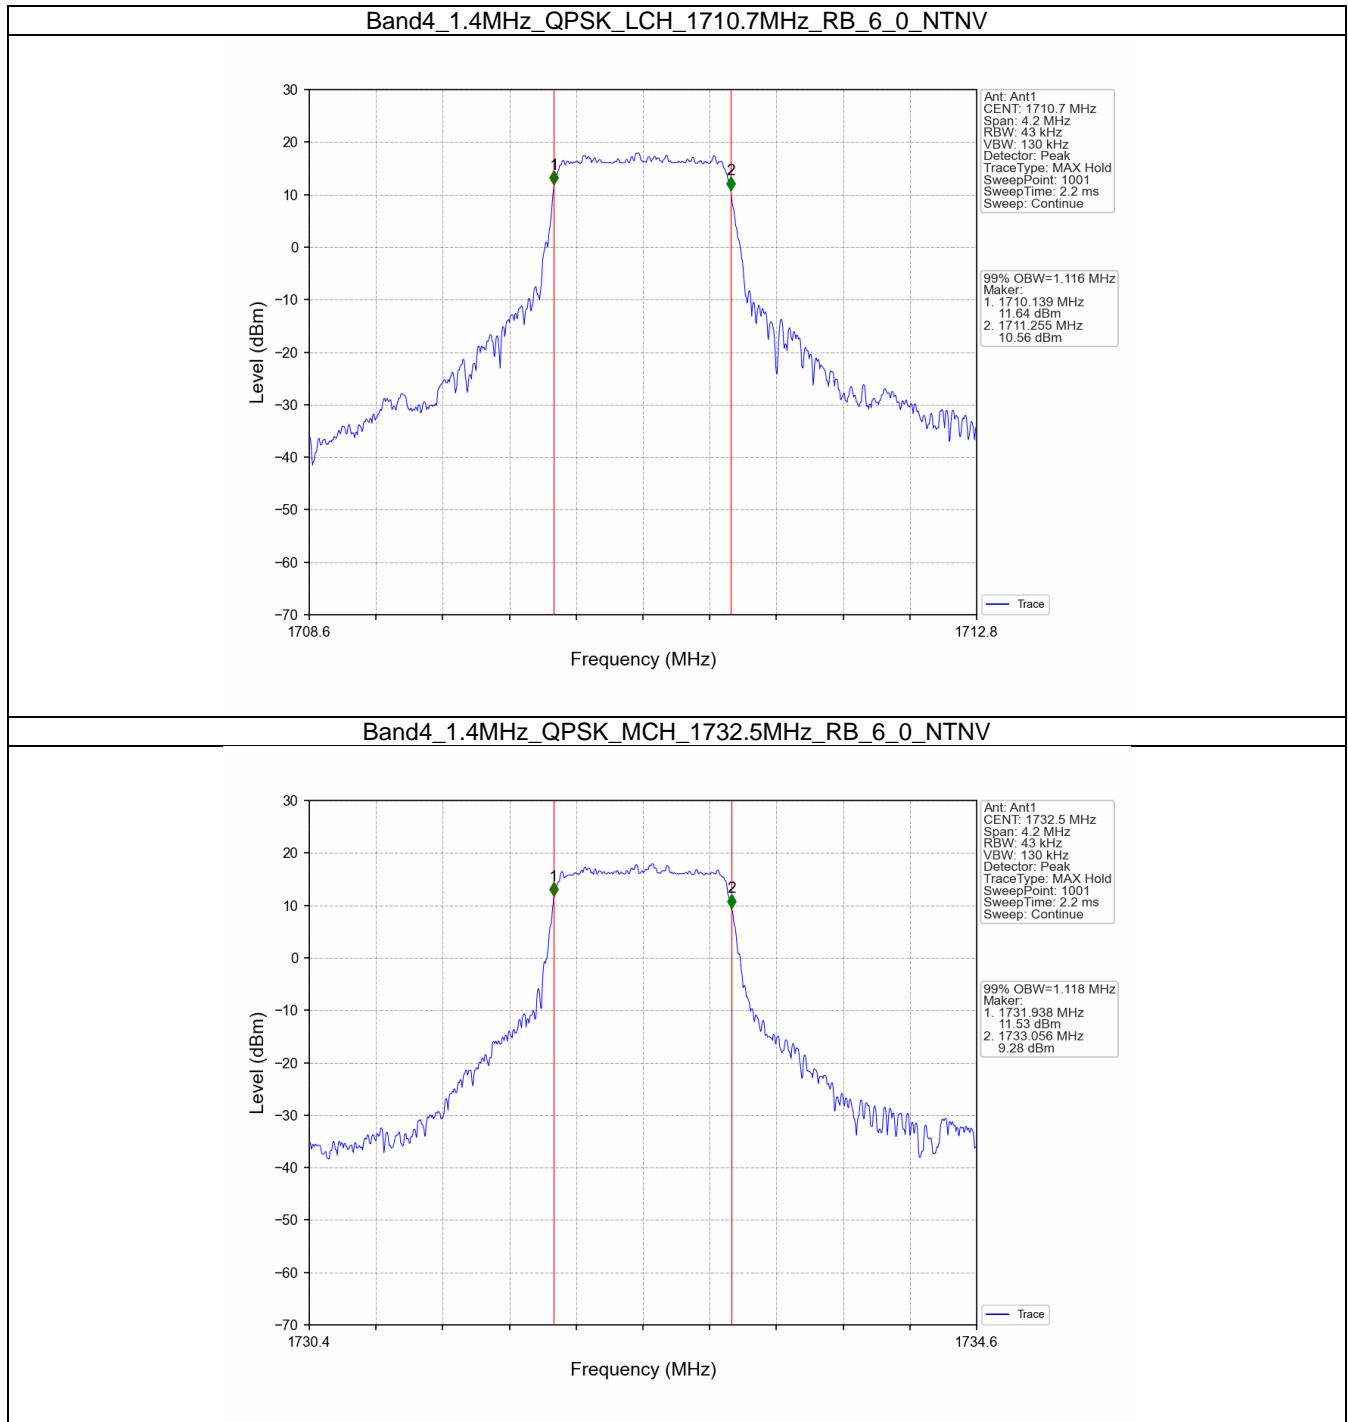 Band4_1.4MHz_QPSK_LCH_1710.7MHz_RB_6_0_NTNV
30
20
10
0
−10
−20
−30
−40
−50
−60
−70
Level (dBm)
1
2
1708.6
1712.8
Frequency (MHz)
Ant: Ant1
CENT: 1710.7 MHz
Span: 4.2 MHz
RBW: 43 kHz
VBW: 130 kHz
Detector: Peak
TraceType: MAX Hold
SweepPoint: 1001
SweepTime: 2.2 ms
Sweep: Continue
99% OBW=1.116 MHz
Maker:
1. 1710.139 MHz
11.64 dBm
2. 1711.255 MHz
10.56 dBm
Trace
Band4_1.4MHz_QPSK_MCH_1732.5MHz_RB_6_0_NTNV
30
20
10
0
−10
−20
−30
−40
−50
−60
−70
Level (dBm)
1
2
1730.4
1734.6
Frequency (MHz)
Ant: Ant1
CENT: 1732.5 MHz
Span: 4.2 MHz
RBW: 43 kHz
VBW: 130 kHz
Detector: Peak
TraceType: MAX Hold
SweepPoint: 1001
SweepTime: 2.2 ms
Sweep: Continue
99% OBW=1.118 MHz
Maker:
1. 1731.938 MHz
11.53 dBm
2. 1733.056 MHz
9.28 dBm
Trace